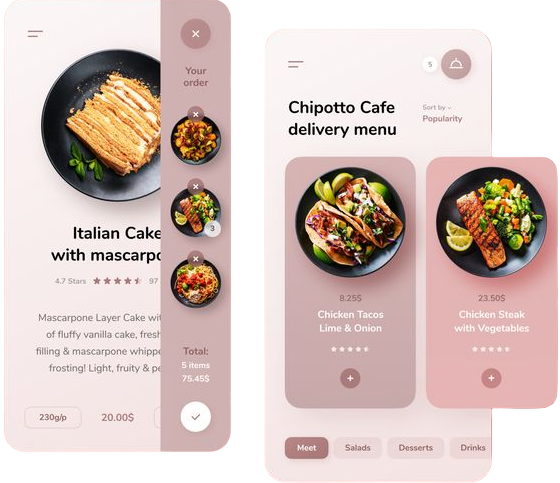 Your
order
3
Italian Cake
with mascarpo
4.7 Stars
97
Mascarpone Layer Cake wit
of fluffy vanilla cake, fresh
filling & mascarpone whippe
frosting! Light, fruity & pe
Total:
5 items
75.45$
230g/p
20.00$
5
Chipotto Cafe
delivery menu
Sort by
Popularity
8.25$
Chicken Tacos
Lime & Onion
23.50$
Chicken Steak
with Vegetables
Meet
Salads
Desserts
Drinks